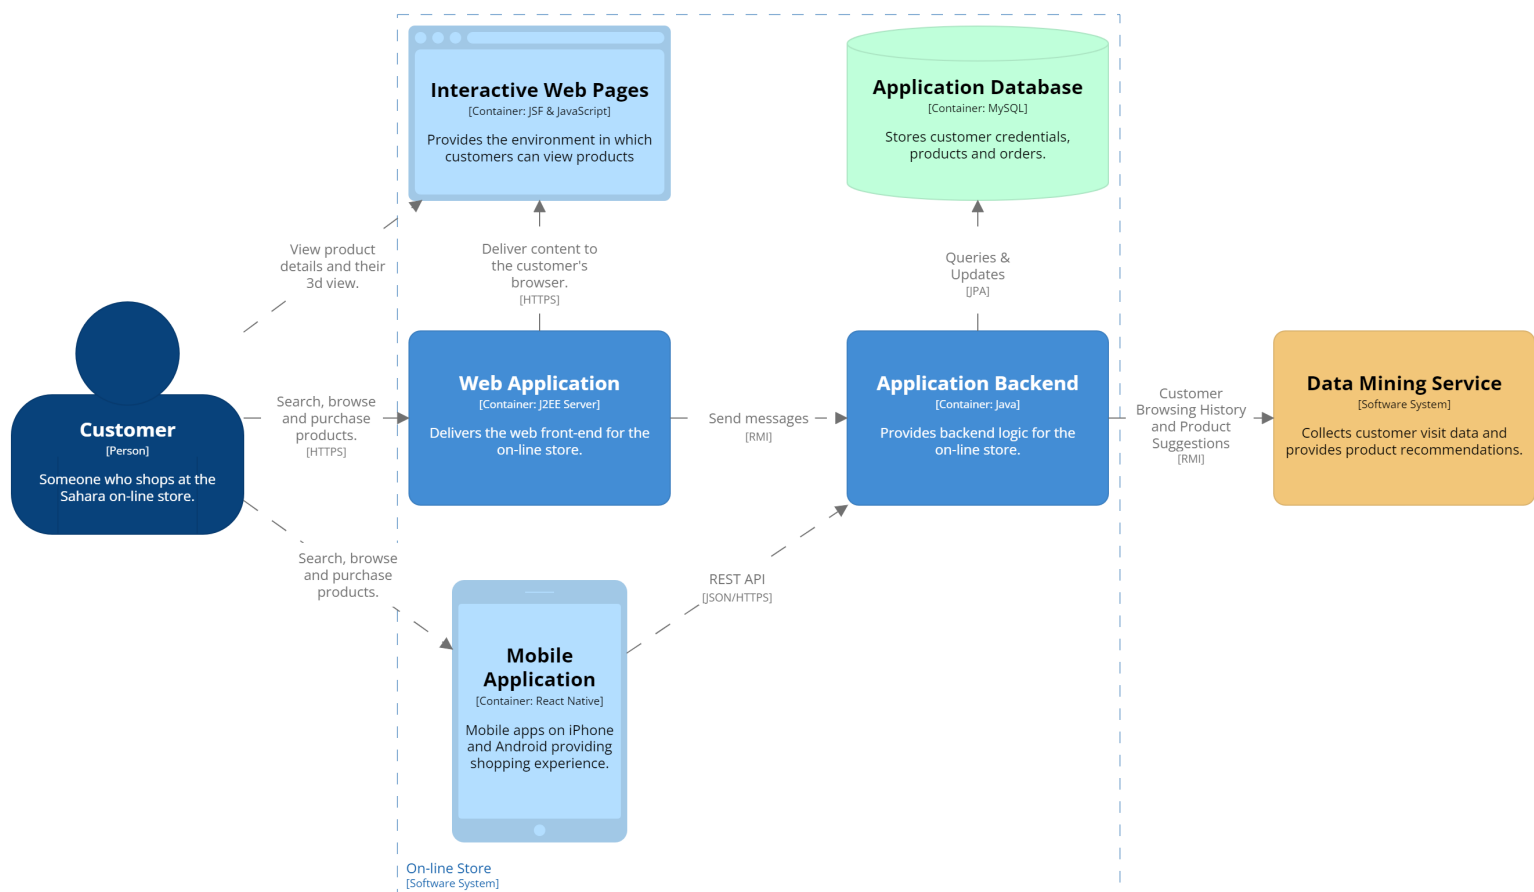 Interactive Web Pages
[Container: JSF & JavaScript]
Provides the environment in which
customers can view products
Application Database
[Container: MySQL]
Stores customer credentials,
products and orders.
View product
details and their
3d view.
Deliver content to
the customer's
browser.
[HTTPS]
Queries &
Updates
[JPA]
Customer
[Person]
Someone who shops at the
Sahara on-line store.
Search, browse
and purchase
products.
[HTTPS]
Web Application
[Container: J2EE Server]
Delivers the web front-end for the
on-line store.
Send messages
[RMI]
Application Backend
[Container: Java]
Provides backend logic for the
on-line store.
Customer
Browsing History
and Product
Suggestions
[RMI]
Data Mining Service
[Software System]
Collects customer visit data and
provides product recommendations.
Search, browse
and purchase
products.
REST API
[JSON/HTTPS]
Mobile
Application
[Container: React Native]
Mobile apps on iPhone
and Android providing
shopping experience.
On-line Store
[Software System]